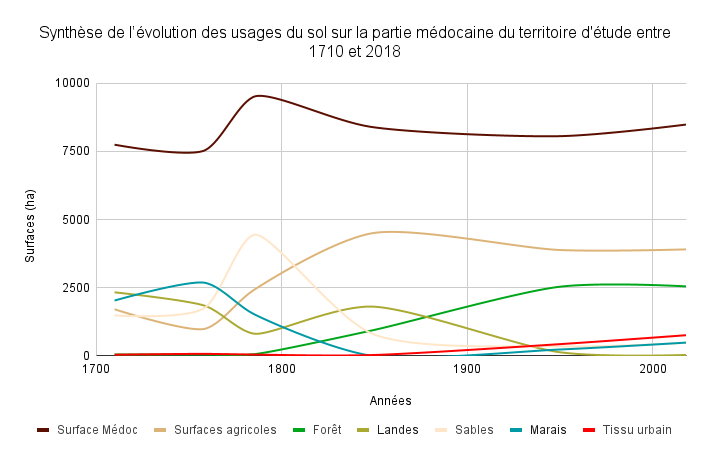 Synthèse de l'évolution des usages du sol sur la partie médocaine du territoire d'étude entre
1710 et 2018
10000
7500
5000
2500
0
Surfaces (ha)
1700 1800 1900 2000
Années
Surface Médoc Surfaces agricoles Forêt Landes Sables Marais Tissu urbain